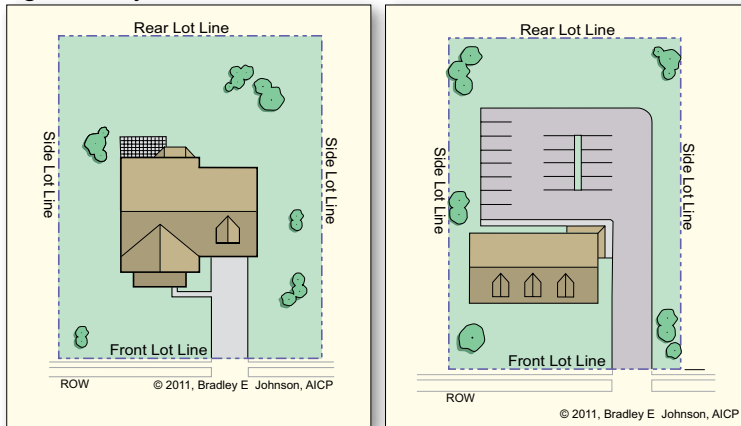 Rear Lot Line
Side Lot Line
Side Lot Line
Front Lot Line
ROW
© 2011, Bradley E Johnson, AICP
Rear Lot Line
Side Lot Line
Side Lot Line
Front Lot Line
ROW
© 2011, Bradley E Johnson, AICP